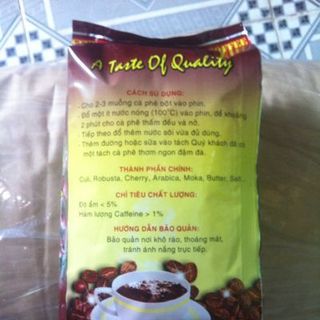 COFFEE
A Taste Of Quality
CÁCH SỬ DỤNG:
- Cho 2-3 muỗng cà phê bột vào phin.
- Để một ít nước nóng (100°C) vào phin, để khoảng
2 phút cho cà phê thấm đều và nở.
- Tiếp theo đổ thêm nước sôi vừa đủ dùng.
- Thêm đường hoặc sữa vào tách Quý khách đã có
một tách cà phê thơm ngon đậm đà.
THÀNH PHẦN CHÍNH:
Cui, Robusta, Cherry, Arabica, Moka, Butter, Salt...
CHỈ TIÊU CHẤT LƯỢNG:
Độ ẩm < 5%
Hàm lượng Caffeine > 1%
HƯỚNG DẪN BẢO QUẢN:
Bảo quản nơi khô ráo, thoáng mát,
tránh ánh nắng trực tiếp.